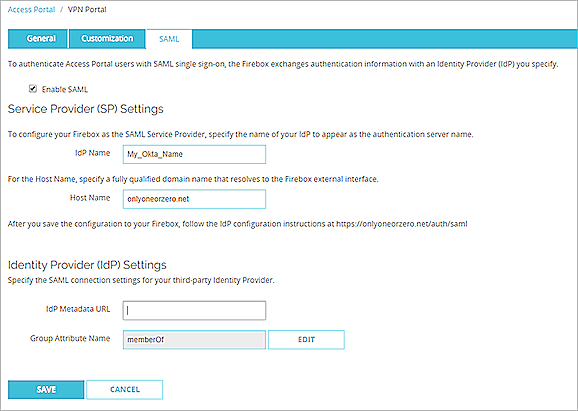 Access Portal / VPN Portal
General Customization SAML
To authenticate Access Portal users with SAML single sign-on, the Firebox exchanges authentication information with an Identity Provider (IdP) you specify.
Enable SAML
Service Provider (SP) Settings
To configure your Firebox as the SAML Service Provider, specify the name of your IdP to appear as the authentication server name.
IdP Name My_Okta_Name
For the Host Name, specify a fully qualified domain name that resolves to the Firebox external interface.
Host Name onlyoneorzero.net
After you save the configuration to your Firebox, follow the IdP configuration instructions at https://onlyoneorzero.net/auth/saml
Identity Provider (IdP) Settings
Specify the SAML connection settings for your third-party Identity Provider.
IdP Metadata URL
Group Attribute Name memberOf EDIT
SAVE CANCEL